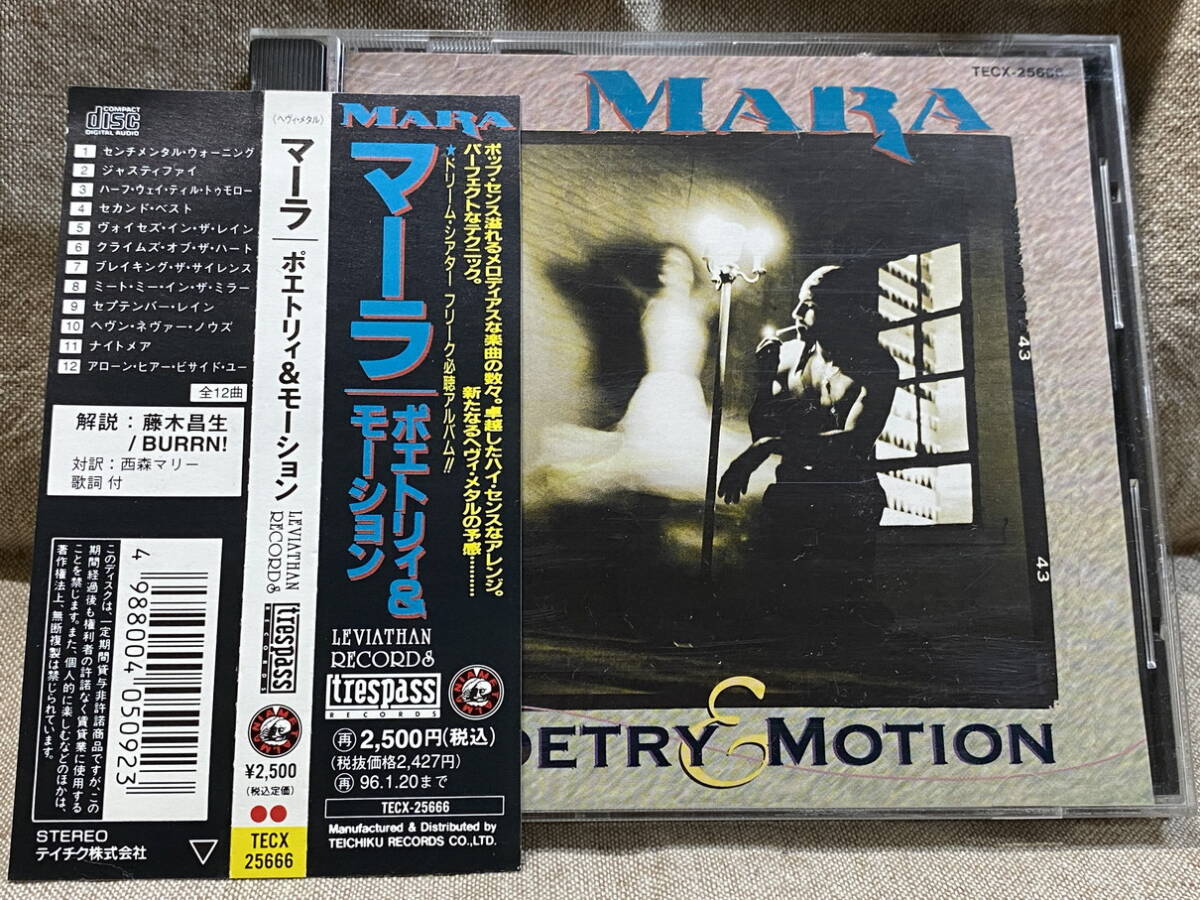 COMPACT
disc
DIGITAL AUDIO
1 センチメンタル・ウォーニング
2 ジャスティファイ
3 ハーフ・ウェイ・ティル・トゥモロー
4 セカンド・ベスト
5 ヴォイセズ・イン・ザ・レイン
6 クライムズ・オブ・ザ・ハート
7 ブレイキング・ザ・サイレンス
8 ミート・ミー・イン・ザ・ミラー
9 セプテンバー・レイン
10 ヘヴン・ネヴァー・ノウズ
11 ナイトメア
12 アローン・ヒアー・ビサイド・ユー
全12曲
解説：藤木昌生
/BURRN!
対訳：西森マリー
歌詞 付
4 988004 050923
このディスクは、一定期間貸与非許諾商品ですが、この
期間経過後も権利者の許諾なく賃貸業に使用する
ことを禁じます。また、個人的に楽しむなどのほかは、
著作権法上、無断複製は禁じられています。
STEREO
テイチク株式会社
(ヘヴィ・メタル)
マーラ
ポエトリィ&モーション
LEVIATHAN
RECORDS
trespass
RECORDS
METALMANIA
¥2,500
(税込定価)
TECX
25666
MARA
マーラ
ポエトリィ&
モーション
ポップ・センス溢れるメロディアスな楽曲の数々。卓越したハイ・センスなアレンジ。
パーフェクトなテクニック。
新たなるヘヴィ・メタルの予感…………
★ドリーム・シアター フリーク必聴アルバム!!
LEVIATHAN
RECORDS
trespass
RECORDS
METALMANIA
再 2,500円(税込)
(税抜価格2,427円)
再 96.1.20まで
TECX-25666
Manufactured & Distributed by
TEICHIKU RECORDS CO.,LTD.
TECX-25666
MARA
43
43
OETRY & MOTION